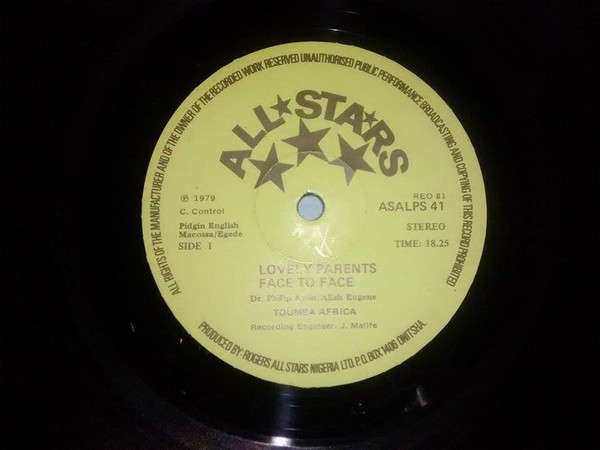 ALL RIGHTS OF THE MANUFACTURER AND OF THE OWNER OF THE RECORDED WORK RESERVED UNAUTHORISED PUBLIC PERFORMANCE BROADCASTING AND COPYING OF THIS RECORD PROHIBITED
ALL★STARS
REO 81
℗ 1979
ASALPS 41
C. Control
Pidgin English
STEREO
Macossa/Egede
SIDE 1
TIME: 18.25
LOVELY PARENTS
FACE TO FACE
Dr. Philip Eugene
TOUMBA AFRICA
Recording Engineer: J. Malife
PRODUCED BY: ROGERS ALL STARS NIGERIA LTD. P.O. BOX 1406 ONITSHA.